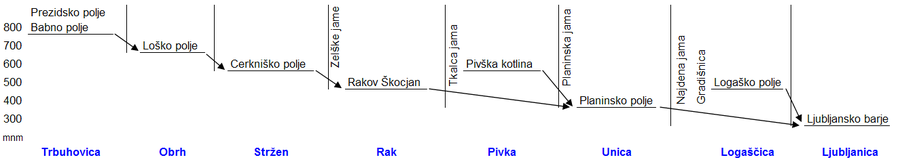 Prezidsko polje
Babno polje
Loško polje
Cerkniško polje
Zelške jame
Rakov Škocjan
Tkalca jama
Pivška kotlina
Planinska jama
Planinsko polje
Najdena jama
Gradišnica
Logaško polje
Ljubljansko barje
800
700
600
500
400
300
mnm
Trbuhovica
Obrh
Stržen
Rak
Pivka
Unica
Logaščica
Ljubljanica